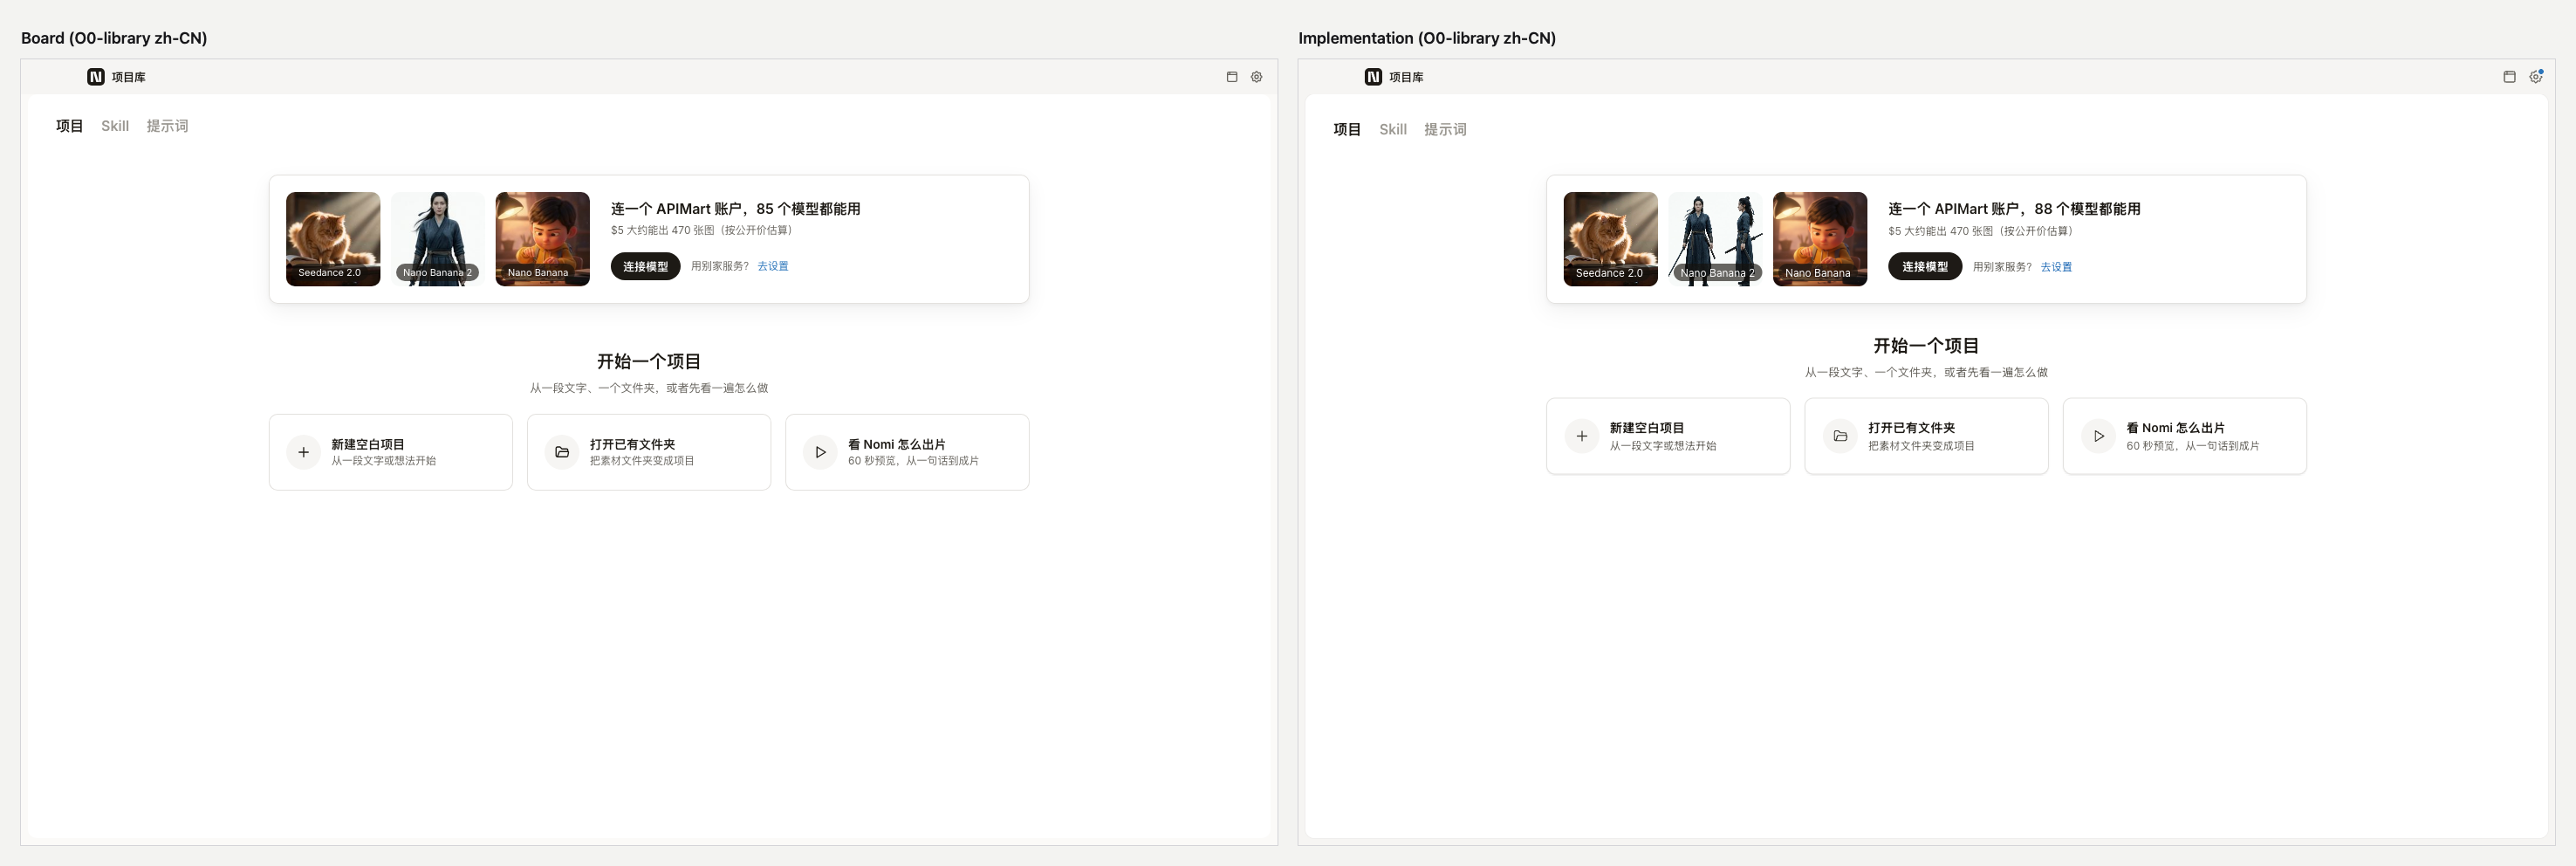 Board (O0-library zh-CN)
项目库
项目 Skill 提示词
Seedance 2.0
Nano Banana 2
Nano Banana
连一个 APIMart 账户，85 个模型都能用
$5 大约能出 470 张图（按公开价估算）
连接模型 用别家服务？ 去设置
开始一个项目
从一段文字、一个文件夹，或者先看一遍怎么做
新建空白项目
从一段文字或想法开始
打开已有文件夹
把素材文件夹变成项目
看 Nomi 怎么出片
60 秒预览，从一句话到成片
Implementation (O0-library zh-CN)
项目库
项目 Skill 提示词
Seedance 2.0
Nano Banana 2
Nano Banana
连一个 APIMart 账户，88 个模型都能用
$5 大约能出 470 张图（按公开价估算）
连接模型 用别家服务？ 去设置
开始一个项目
从一段文字、一个文件夹，或者先看一遍怎么做
新建空白项目
从一段文字或想法开始
打开已有文件夹
把素材文件夹变成项目
看 Nomi 怎么出片
60 秒预览，从一句话到成片